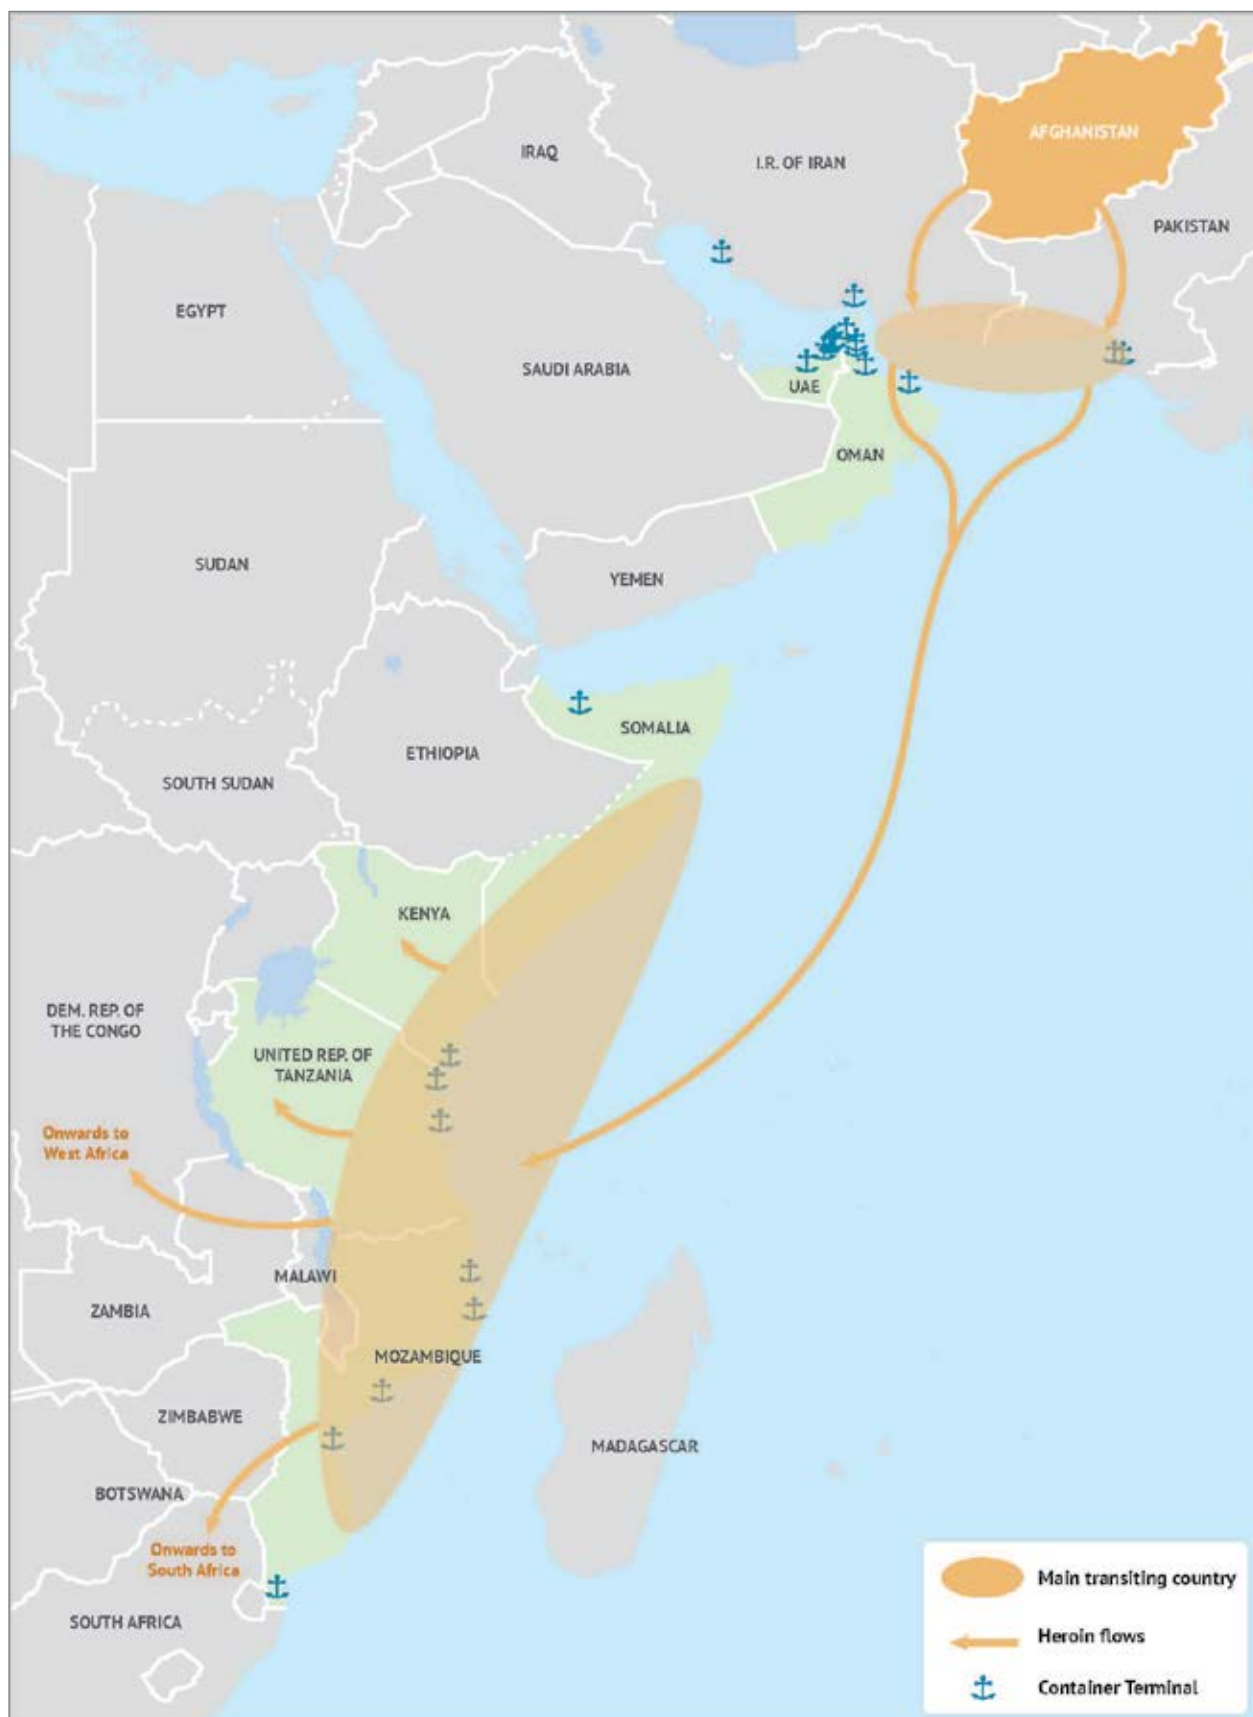 AFGHANISTAN
IRAQ
I.R. OF IRAN
PAKISTAN
EGYPT
SAUDI ARABIA
UAE
OMAN
SUDAN
YEMEN
SOMALIA
ETHIOPIA
SOUTH SUDAN
KENYA
DEM. REP. OF
THE CONGO
UNITED REP. OF
TANZANIA
Onwards to
West Africa
MALAWI
ZAMBIA
MOZAMBIQUE
ZIMBABWE
MADAGASCAR
BOTSWANA
Onwards to
South Africa
SOUTH AFRICA
Main transiting country
Heroin flows
Container Terminal